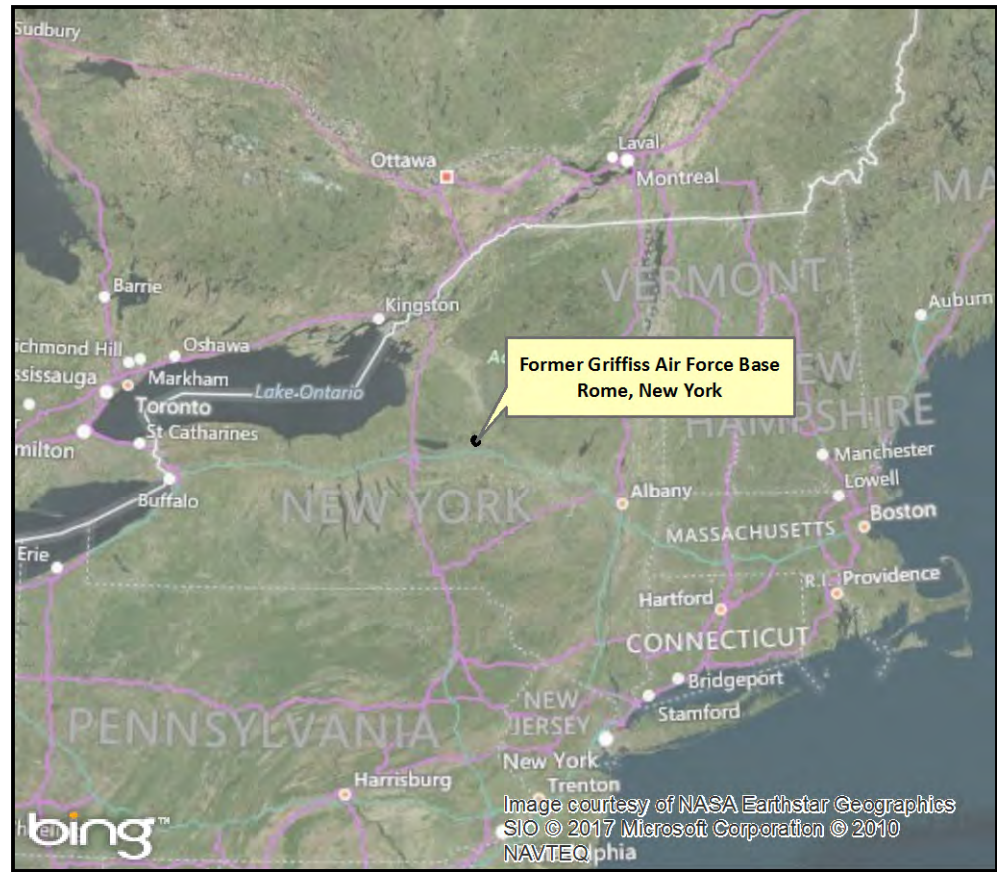 Sudbury
Laval
Ottawa
Montreal
MA
VERMONT
Barrie
Kingston
Auburn
ichmond Hill
Oshawa
Former Griffiss Air Force Base
Rome, New York
ssissauga
Markham
Lake Ontario
EW
Toronto
HAMPSHIRE
St Catharines
milton
Manchester
Lowell
Buffalo
NEW YORK
Albany
Boston
MASSACHUSETTS
Erie
R.I.
Providence
Hartford
CONNECTICUT
Bridgeport
NEW
JERSEY
Stamford
PENNSYLVANIA
New York
Harrisburg
Trenton
Image courtesy of NASA Earthstar Geographics
SIO © 2017 Microsoft Corporation © 2010
NAVTEQ
phia
bing™